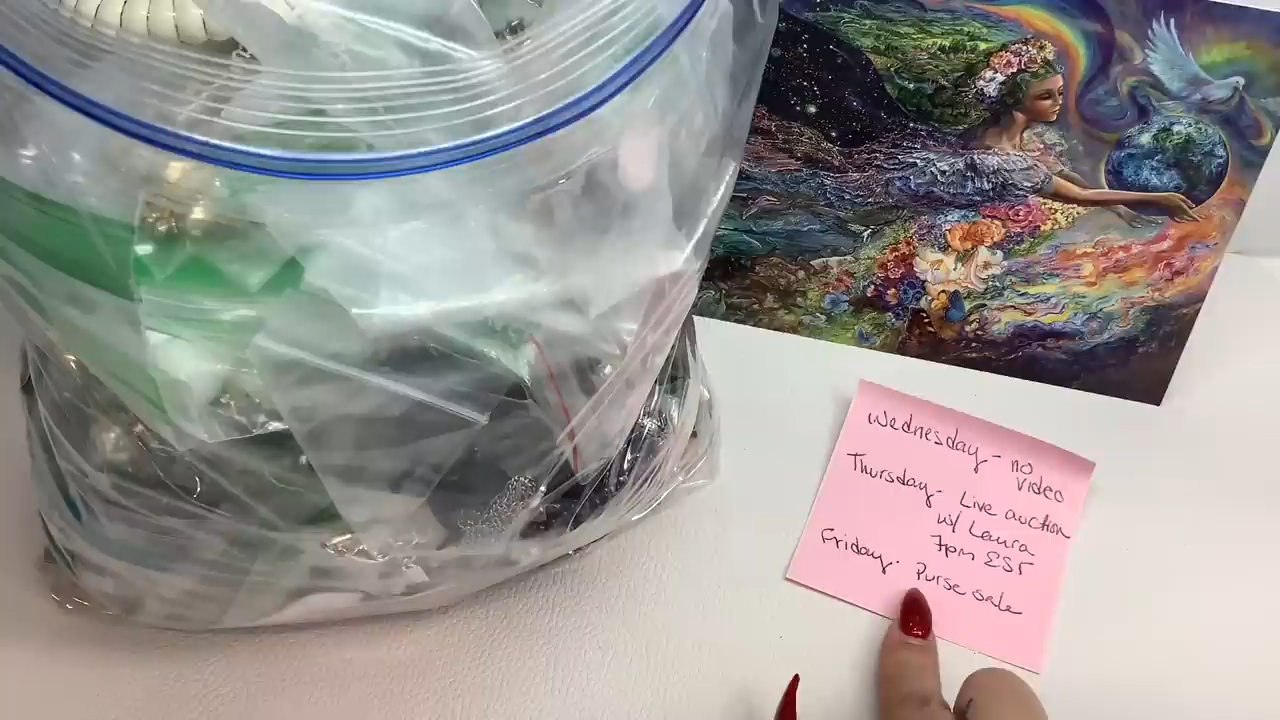 Wednesday - no
video
Thursday - Live auction
w/ Laura
7pm EST
Friday. Purse sale